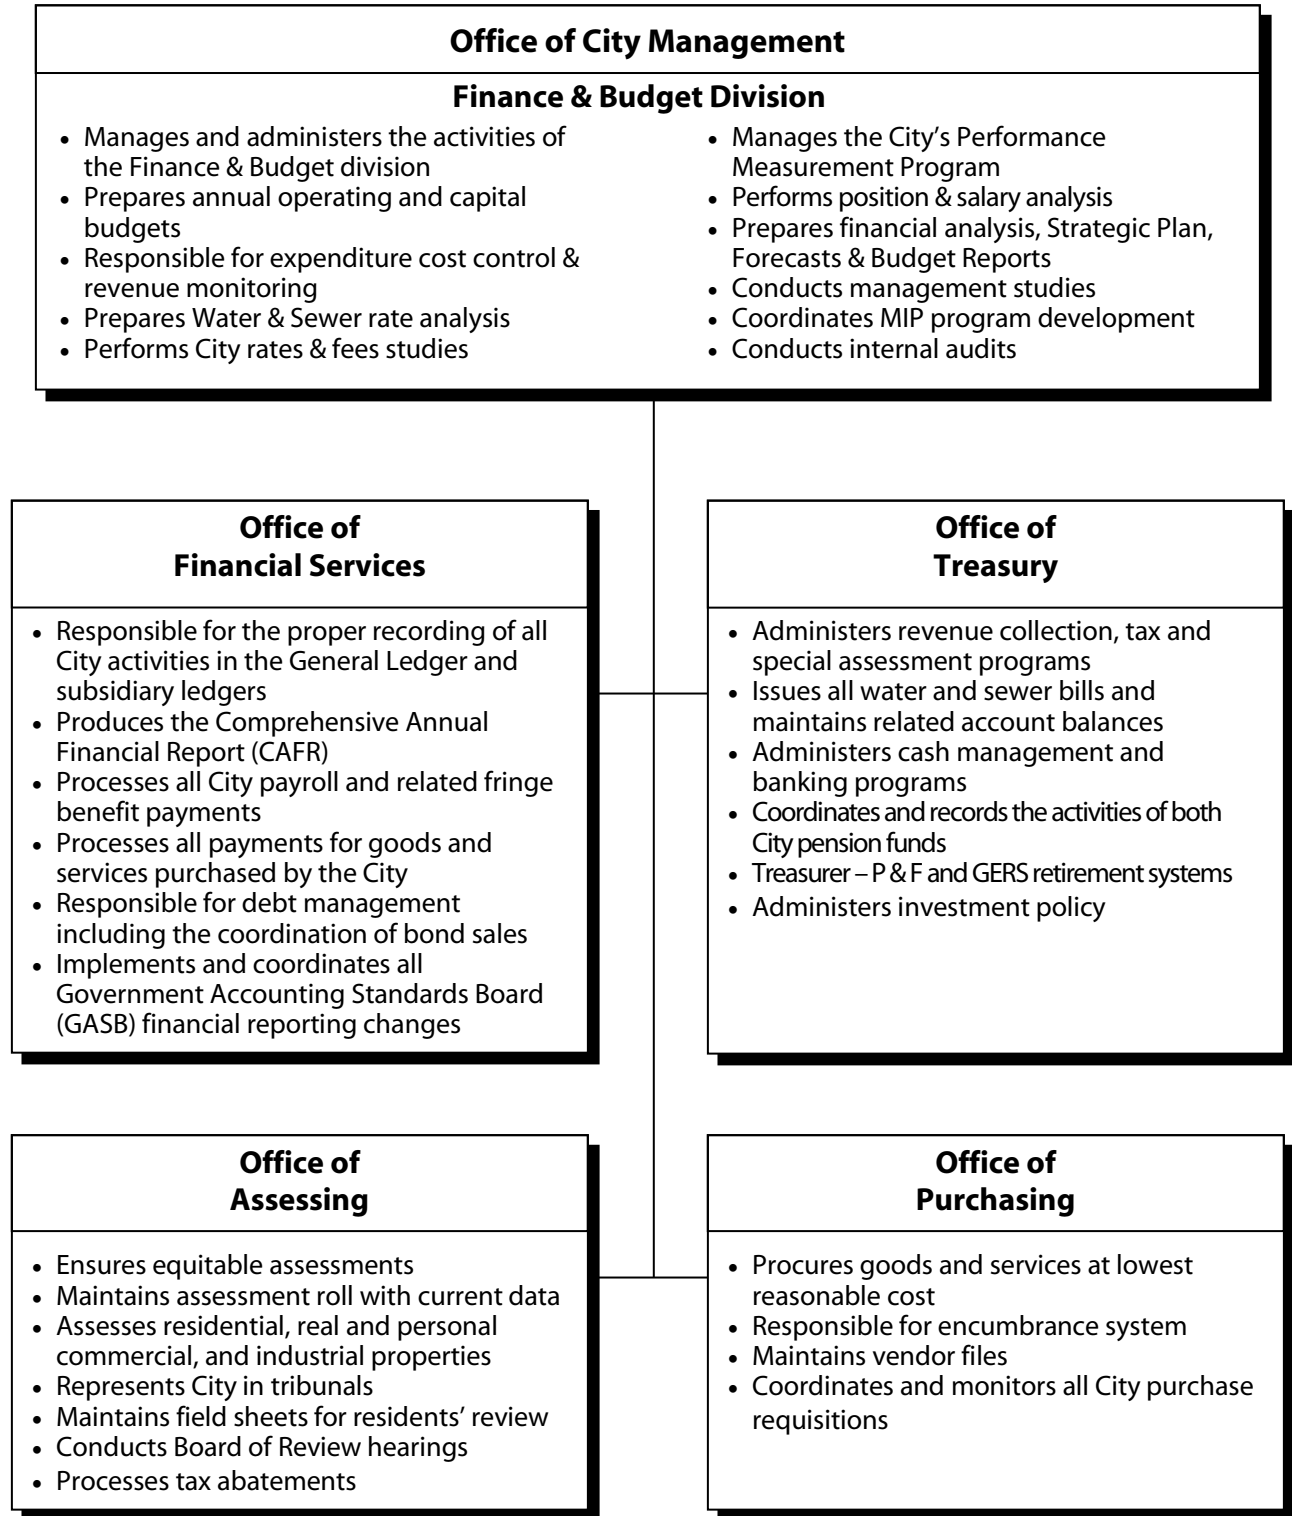 Office of City Management
Finance & Budget Division
• Manages and administers the activities of
the Finance & Budget division
• Prepares annual operating and capital
budgets
• Responsible for expenditure cost control &
revenue monitoring
• Prepares Water & Sewer rate analysis
• Performs City rates & fees studies
• Manages the City’s Performance
Measurement Program
• Performs position & salary analysis
• Prepares financial analysis, Strategic Plan,
Forecasts & Budget Reports
• Conducts management studies
• Coordinates MIP program development
• Conducts internal audits
Office of
Financial Services
• Responsible for the proper recording of all
City activities in the General Ledger and
subsidiary ledgers
• Produces the Comprehensive Annual
Financial Report (CAFR)
• Processes all City payroll and related fringe
benefit payments
• Processes all payments for goods and
services purchased by the City
• Responsible for debt management
including the coordination of bond sales
• Implements and coordinates all
Government Accounting Standards Board
(GASB) financial reporting changes
Office of
Treasury
• Administers revenue collection, tax and
special assessment programs
• Issues all water and sewer bills and
maintains related account balances
• Administers cash management and
banking programs
• Coordinates and records the activities of both
City pension funds
• Treasurer – P & F and GERS retirement systems
• Administers investment policy
Office of
Assessing
• Ensures equitable assessments
• Maintains assessment roll with current data
• Assesses residential, real and personal
commercial, and industrial properties
• Represents City in tribunals
• Maintains field sheets for residents’ review
• Conducts Board of Review hearings
• Processes tax abatements
Office of
Purchasing
• Procures goods and services at lowest
reasonable cost
• Responsible for encumbrance system
• Maintains vendor files
• Coordinates and monitors all City purchase
requisitions